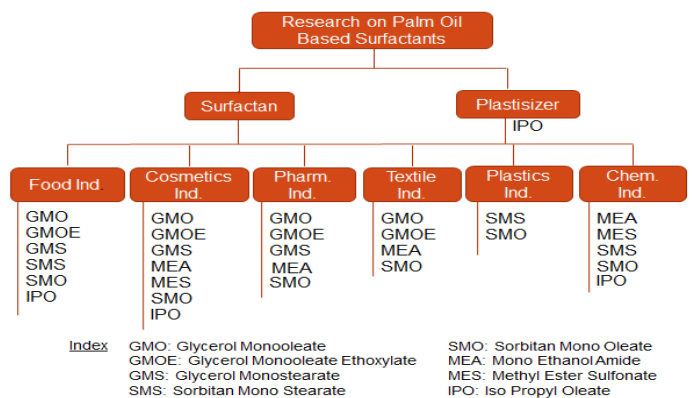 Research on Palm Oil
Based Surfactants
Surfactan
Plastisizer
IPO
Food Ind.
GMO
GMOE
GMS
SMS
SMO
IPO
Cosmetics
Ind.
GMO
GMOE
GMS
MEA
MES
SMO
IPO
Pharm.
Ind.
GMO
GMOE
GMS
MEA
SMO
Textile
Ind.
GMO
GMOE
MEA
SMO
Plastics
Ind.
SMS
SMO
Chem.
Ind.
MEA
MES
SMS
SMO
IPO
Index
GMO: Glycerol Monooleate
GMOE: Glycerol Monooleate Ethoxylate
GMS: Glycerol Monostearate
SMS: Sorbitan Mono Stearate
SMO: Sorbitan Mono Oleate
MEA: Mono Ethanol Amide
MES: Methyl Ester Sulfonate
IPO: Iso Propyl Oleate